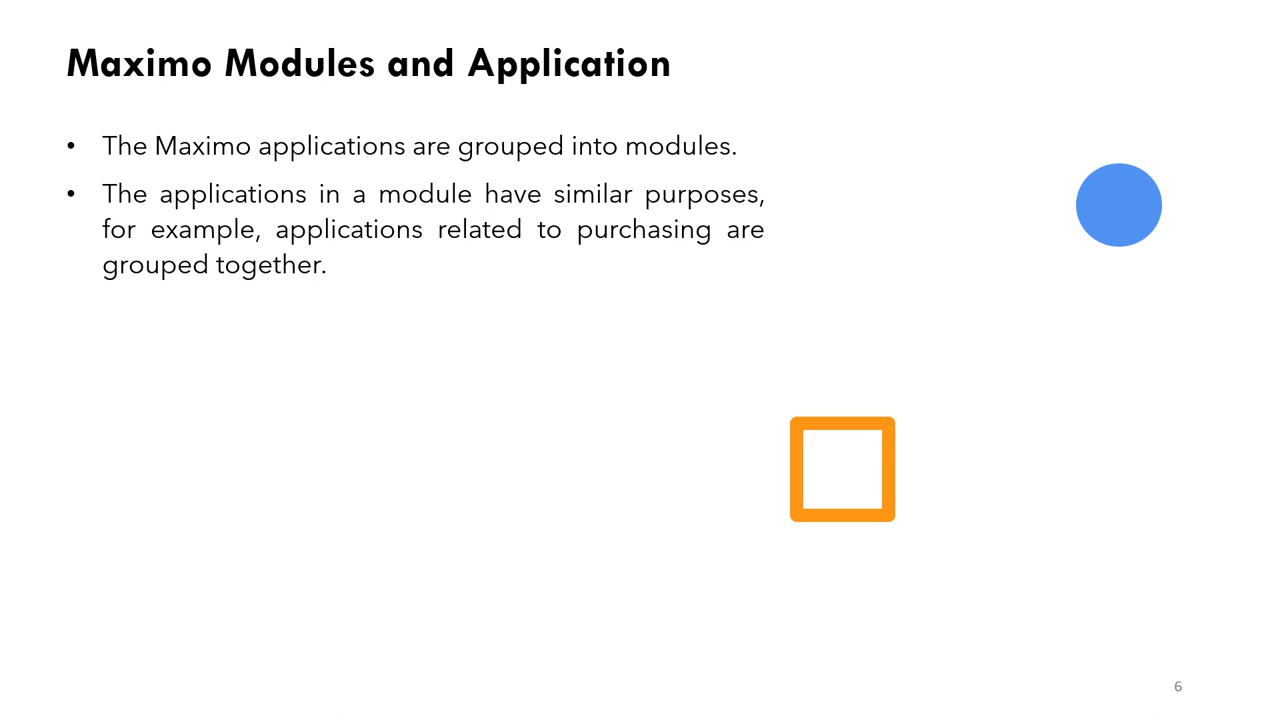 Maximo Modules and Application
• The Maximo applications are grouped into modules.
• The applications in a module have similar purposes,
for example, applications related to purchasing are
grouped together.
6